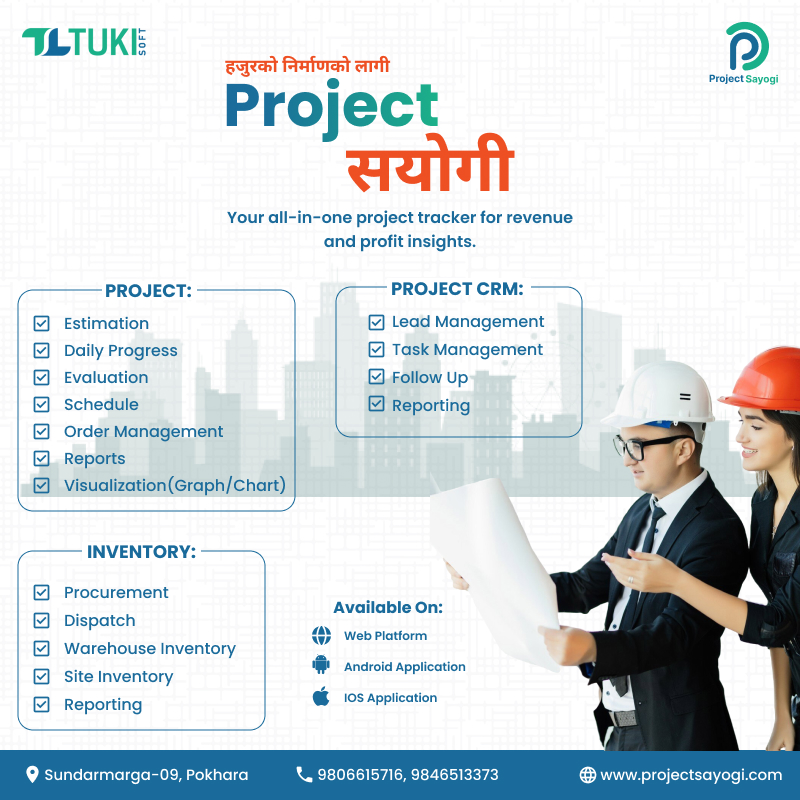 TUKI SOFT
Project Sayogi
हजुरको निर्माणको लागी
Project
सयोगी
Your all-in-one project tracker for revenue
and profit insights.
PROJECT:
Estimation
Daily Progress
Evaluation
Schedule
Order Management
Reports
Visualization(Graph/Chart)
PROJECT CRM:
Lead Management
Task Management
Follow Up
Reporting
INVENTORY:
Procurement
Dispatch
Warehouse Inventory
Site Inventory
Reporting
Available On:
Web Platform
Android Application
IOS Application
Sundarmarga-09, Pokhara
9806615716, 9846513373
www.projectsayogi.com